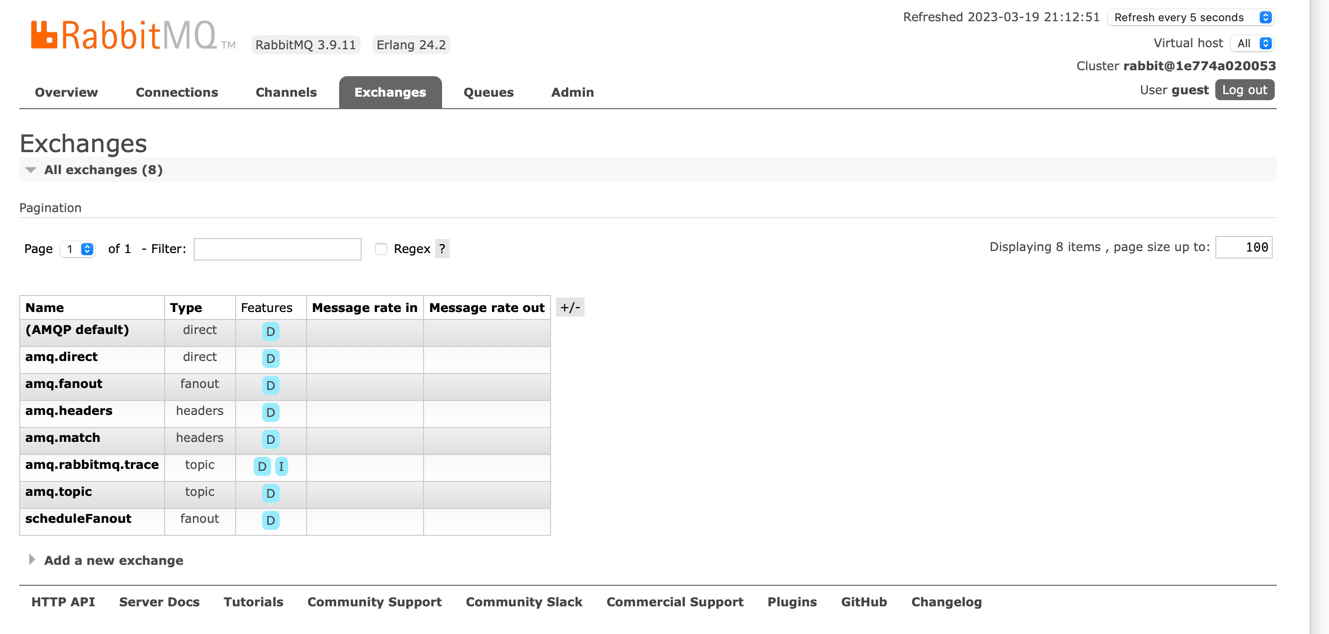 Refreshed 2023-03-19 21:12:51 Refresh every 5 seconds
RabbitMQ TM RabbitMQ 3.9.11 Erlang 24.2
Virtual host All
Cluster rabbit@1e774a020053
User guest Log out
Overview Connections Channels Exchanges Queues Admin
Exchanges
All exchanges (8)
Pagination
Page 1 of 1 - Filter: Regex ? Displaying 8 items , page size up to: 100
Name Type Features Message rate in Message rate out +/-
(AMQP default) direct D
amq.direct direct D
amq.fanout fanout D
amq.headers headers D
amq.match headers D
amq.rabbitmq.trace topic D I
amq.topic topic D
scheduleFanout fanout D
Add a new exchange
HTTP API Server Docs Tutorials Community Support Community Slack Commercial Support Plugins GitHub Changelog